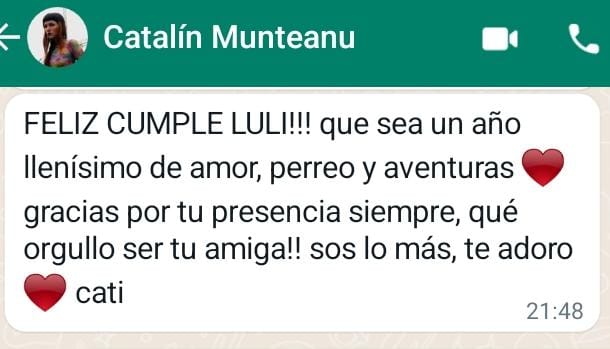 Catalín Munteanu
FELIZ CUMPLE LULI!!! que sea un año
llenísimo de amor, perreo y aventuras ❤️
gracias por tu presencia siempre, qué
orgullo ser tu amiga!! sos lo más, te adoro
❤️ cati
21:48